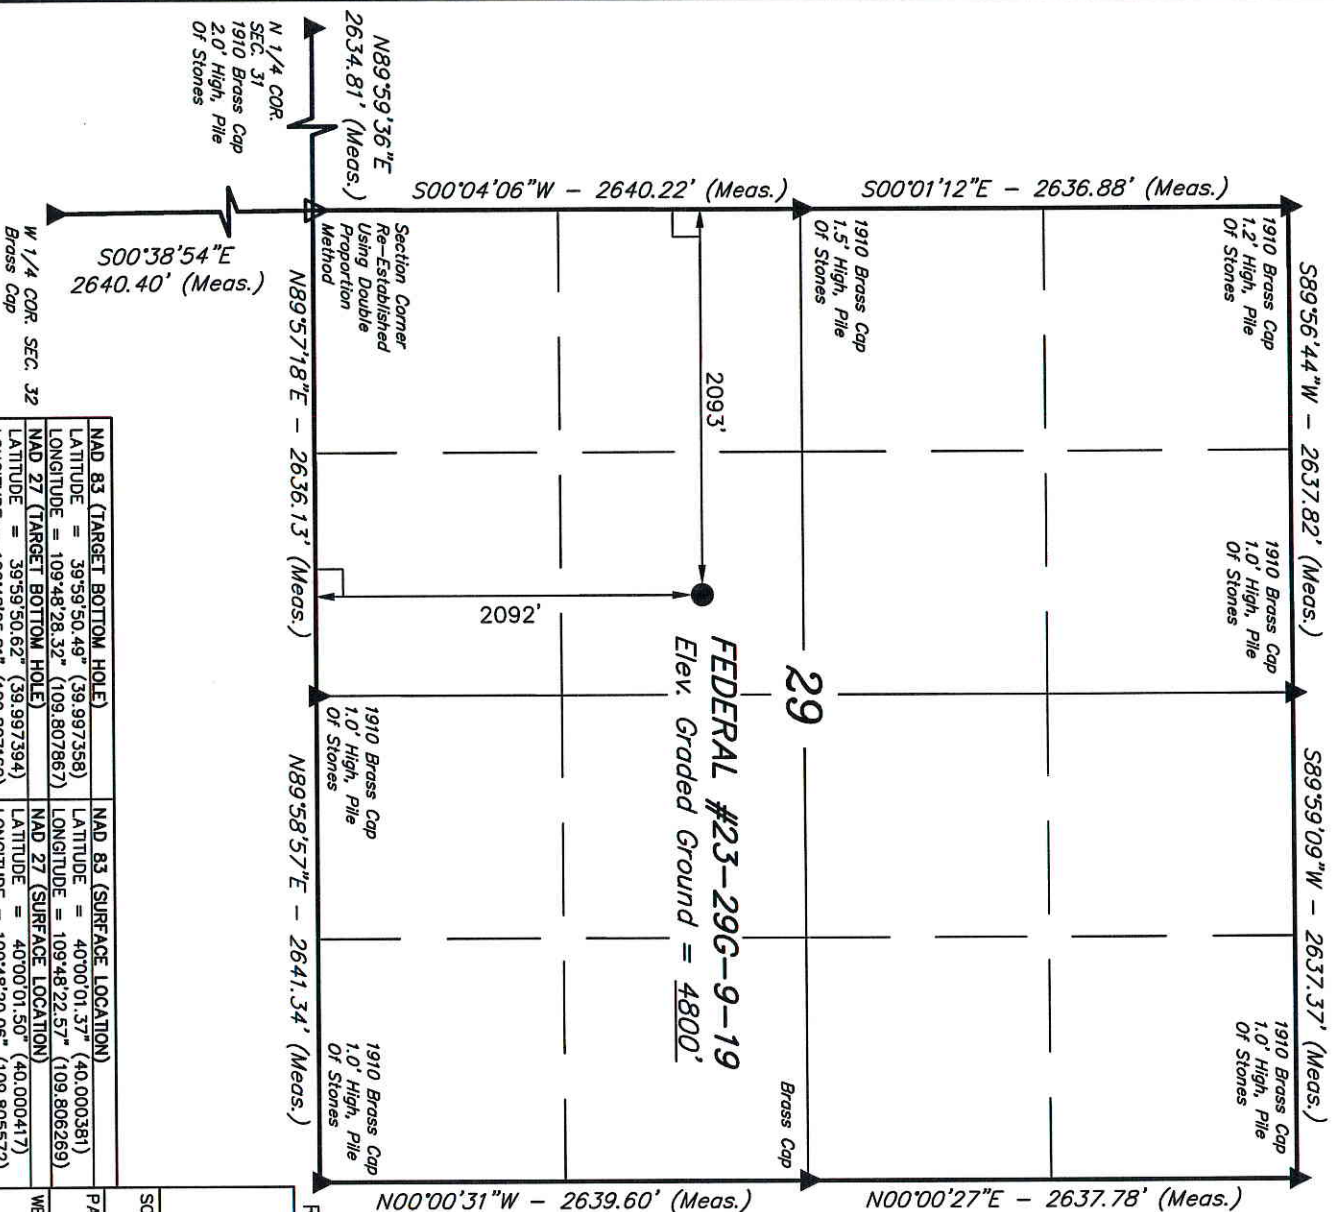 S89°56'44"W - 2637.82' (Meas.)
S89°59'09"W - 2637.37' (Meas.)
1910 Brass Cap
1.2' High, Pile
Of Stones
1910 Brass Cap
1.0' High, Pile
Of Stones
1910 Brass Cap
1.0' High, Pile
Of Stones
S00°01'12"E - 2636.88' (Meas.)
N00°00'27"E - 2637.78' (Meas.)
1910 Brass Cap
1.5' High, Pile
Of Stones
29
Brass Cap
S00°04'06"W - 2640.22' (Meas.)
2093'
FEDERAL #23-29G-9-19
Elev. Graded Ground = 4800'
2092'
N00°00'31"W - 2639.60' (Meas.)
Section Corner
Re-Established
Using Double
Proportion
Method
1910 Brass Cap
1.0' High, Pile
Of Stones
1910 Brass Cap
1.0' High, Pile
Of Stones
N89°59'36"E
2634.81' (Meas.)
N89°57'18"E - 2636.13' (Meas.)
N89°58'57"E - 2641.34' (Meas.)
N 1/4 COR.
SEC. 31
1910 Brass Cap
2.0' High, Pile
Of Stones
S00°38'54"E
2640.40' (Meas.)
W 1/4 COR. SEC. 32
Brass Cap
NAD 83 (TARGET BOTTOM HOLE)
LATITUDE = 39°59'50.49" (39.997358)
LONGITUDE = 109°48'28.32" (109.807867)
NAD 27 (TARGET BOTTOM HOLE)
LATITUDE = 39°59'50.62" (39.997394)
NAD 83 (SURFACE LOCATION)
LATITUDE = 40°00'01.37" (40.000381)
LONGITUDE = 109°48'22.57" (109.806269)
NAD 27 (SURFACE LOCATION)
LATITUDE = 40°00'01.50" (40.000417)
LONGITUDE = 109°48'20.06" (109.805572)